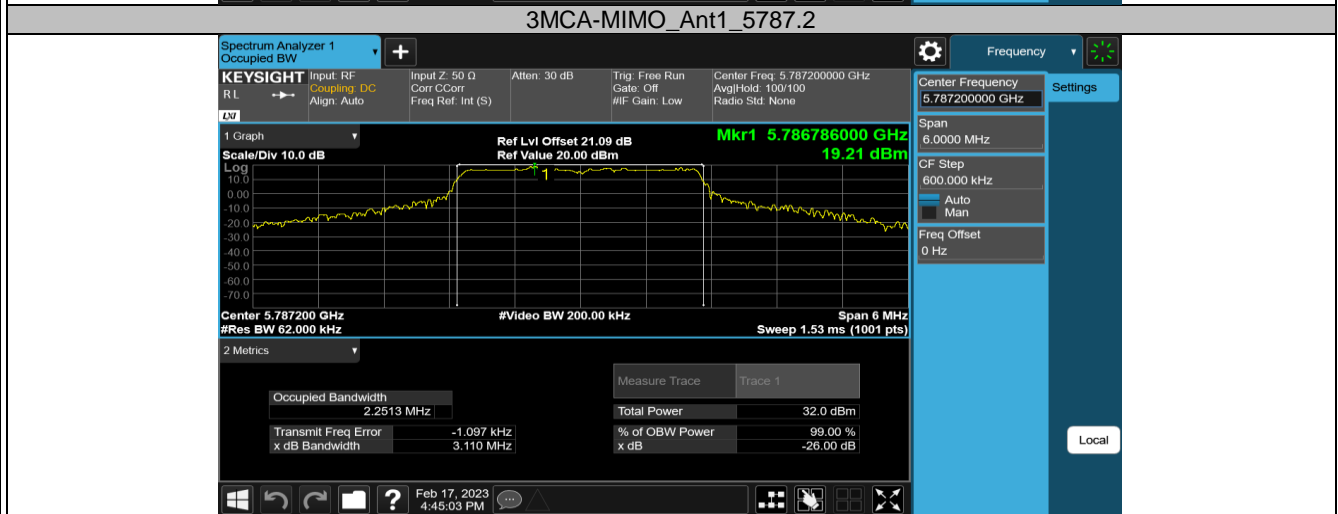 3MCA-MIMO_Ant1_5787.2
Spectrum Analyzer 1
Occupied BW
+
Frequency
KEYSIGHT
R L
LXI
Input: RF
Coupling: DC
Align: Auto
Input Z: 50 Ω
Corr CCorr
Freq Ref: Int (S)
Atten: 30 dB
Trig: Free Run
Gate: Off
#IF Gain: Low
Center Freq: 5.787200000 GHz
Avg|Hold: 100/100
Radio Std: None
Center Frequency
5.787200000 GHz
Settings
Span
6.0000 MHz
CF Step
600.000 kHz
Auto
Man
Freq Offset
0 Hz
Local
1 Graph
Scale/Div 10.0 dB
Ref Lvl Offset 21.09 dB
Ref Value 20.00 dBm
Mkr1 5.786786000 GHz
19.21 dBm
Log
10.0
0.00
-10.0
-20.0
-30.0
-40.0
-50.0
-60.0
-70.0
1
Center 5.787200 GHz
#Res BW 62.000 kHz
#Video BW 200.00 kHz
Span 6 MHz
Sweep 1.53 ms (1001 pts)
2 Metrics
Measure Trace Trace 1
Occupied Bandwidth
2.2513 MHz
Total Power 32.0 dBm
Transmit Freq Error -1.097 kHz
% of OBW Power 99.00 %
x dB Bandwidth 3.110 MHz
x dB -26.00 dB
?
Feb 17, 2023
4:45:03 PM